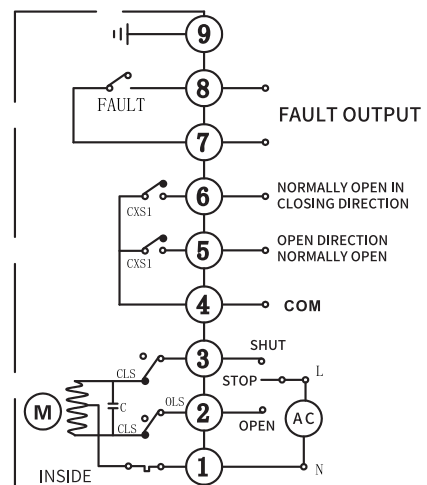 9
8
FAULT
FAULT OUTPUT
7
6
NORMALLY OPEN IN
CLOSING DIRECTION
CXS1
5
OPEN DIRECTION
NORMALLY OPEN
CXS1
4
COM
3
SHUT
CLS
L
STOP
M
C
OLS
2
AC
CLS
OPEN
1
N
INSIDE